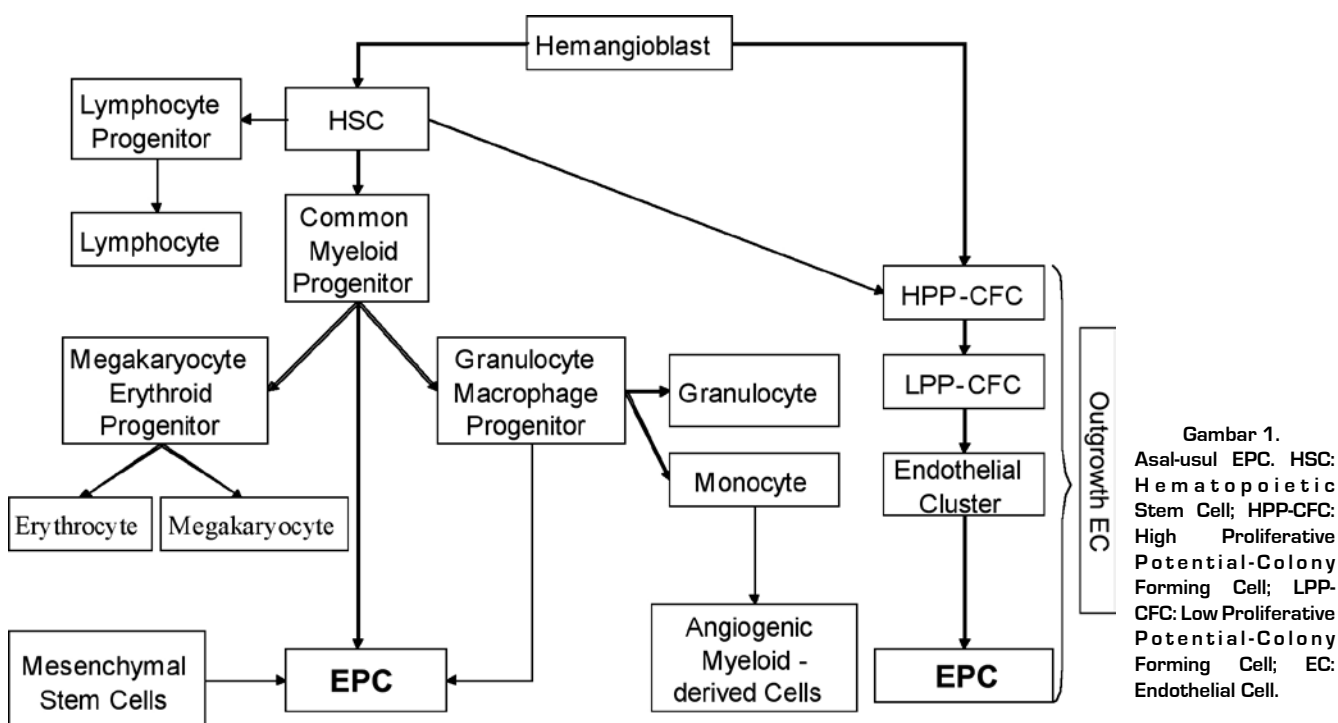 Hemangioblast
Lymphocyte
Progenitor
HSC
Lymphocyte
Common
Myeloid
Progenitor
HPP-CFC
Megakaryocyte
Erythroid
Progenitor
Granulocyte
Macrophage
Progenitor
Granulocyte
LPP-CFC
Monocyte
Endothelial
Cluster
Erythrocyte
Megakaryocyte
Mesenchymal
Stem Cells
EPC
Angiogenic
Myeloid -
derived Cells
EPC
Outgrowth EC
Gambar 1.
Asal-usul EPC. HSC:
Hematopoietic
Stem Cell; HPP-CFC:
High Proliferative
Potential-Colony
Forming Cell; LPP-
CFC: Low Proliferative
Potential-Colony
Forming Cell; EC:
Endothelial Cell.